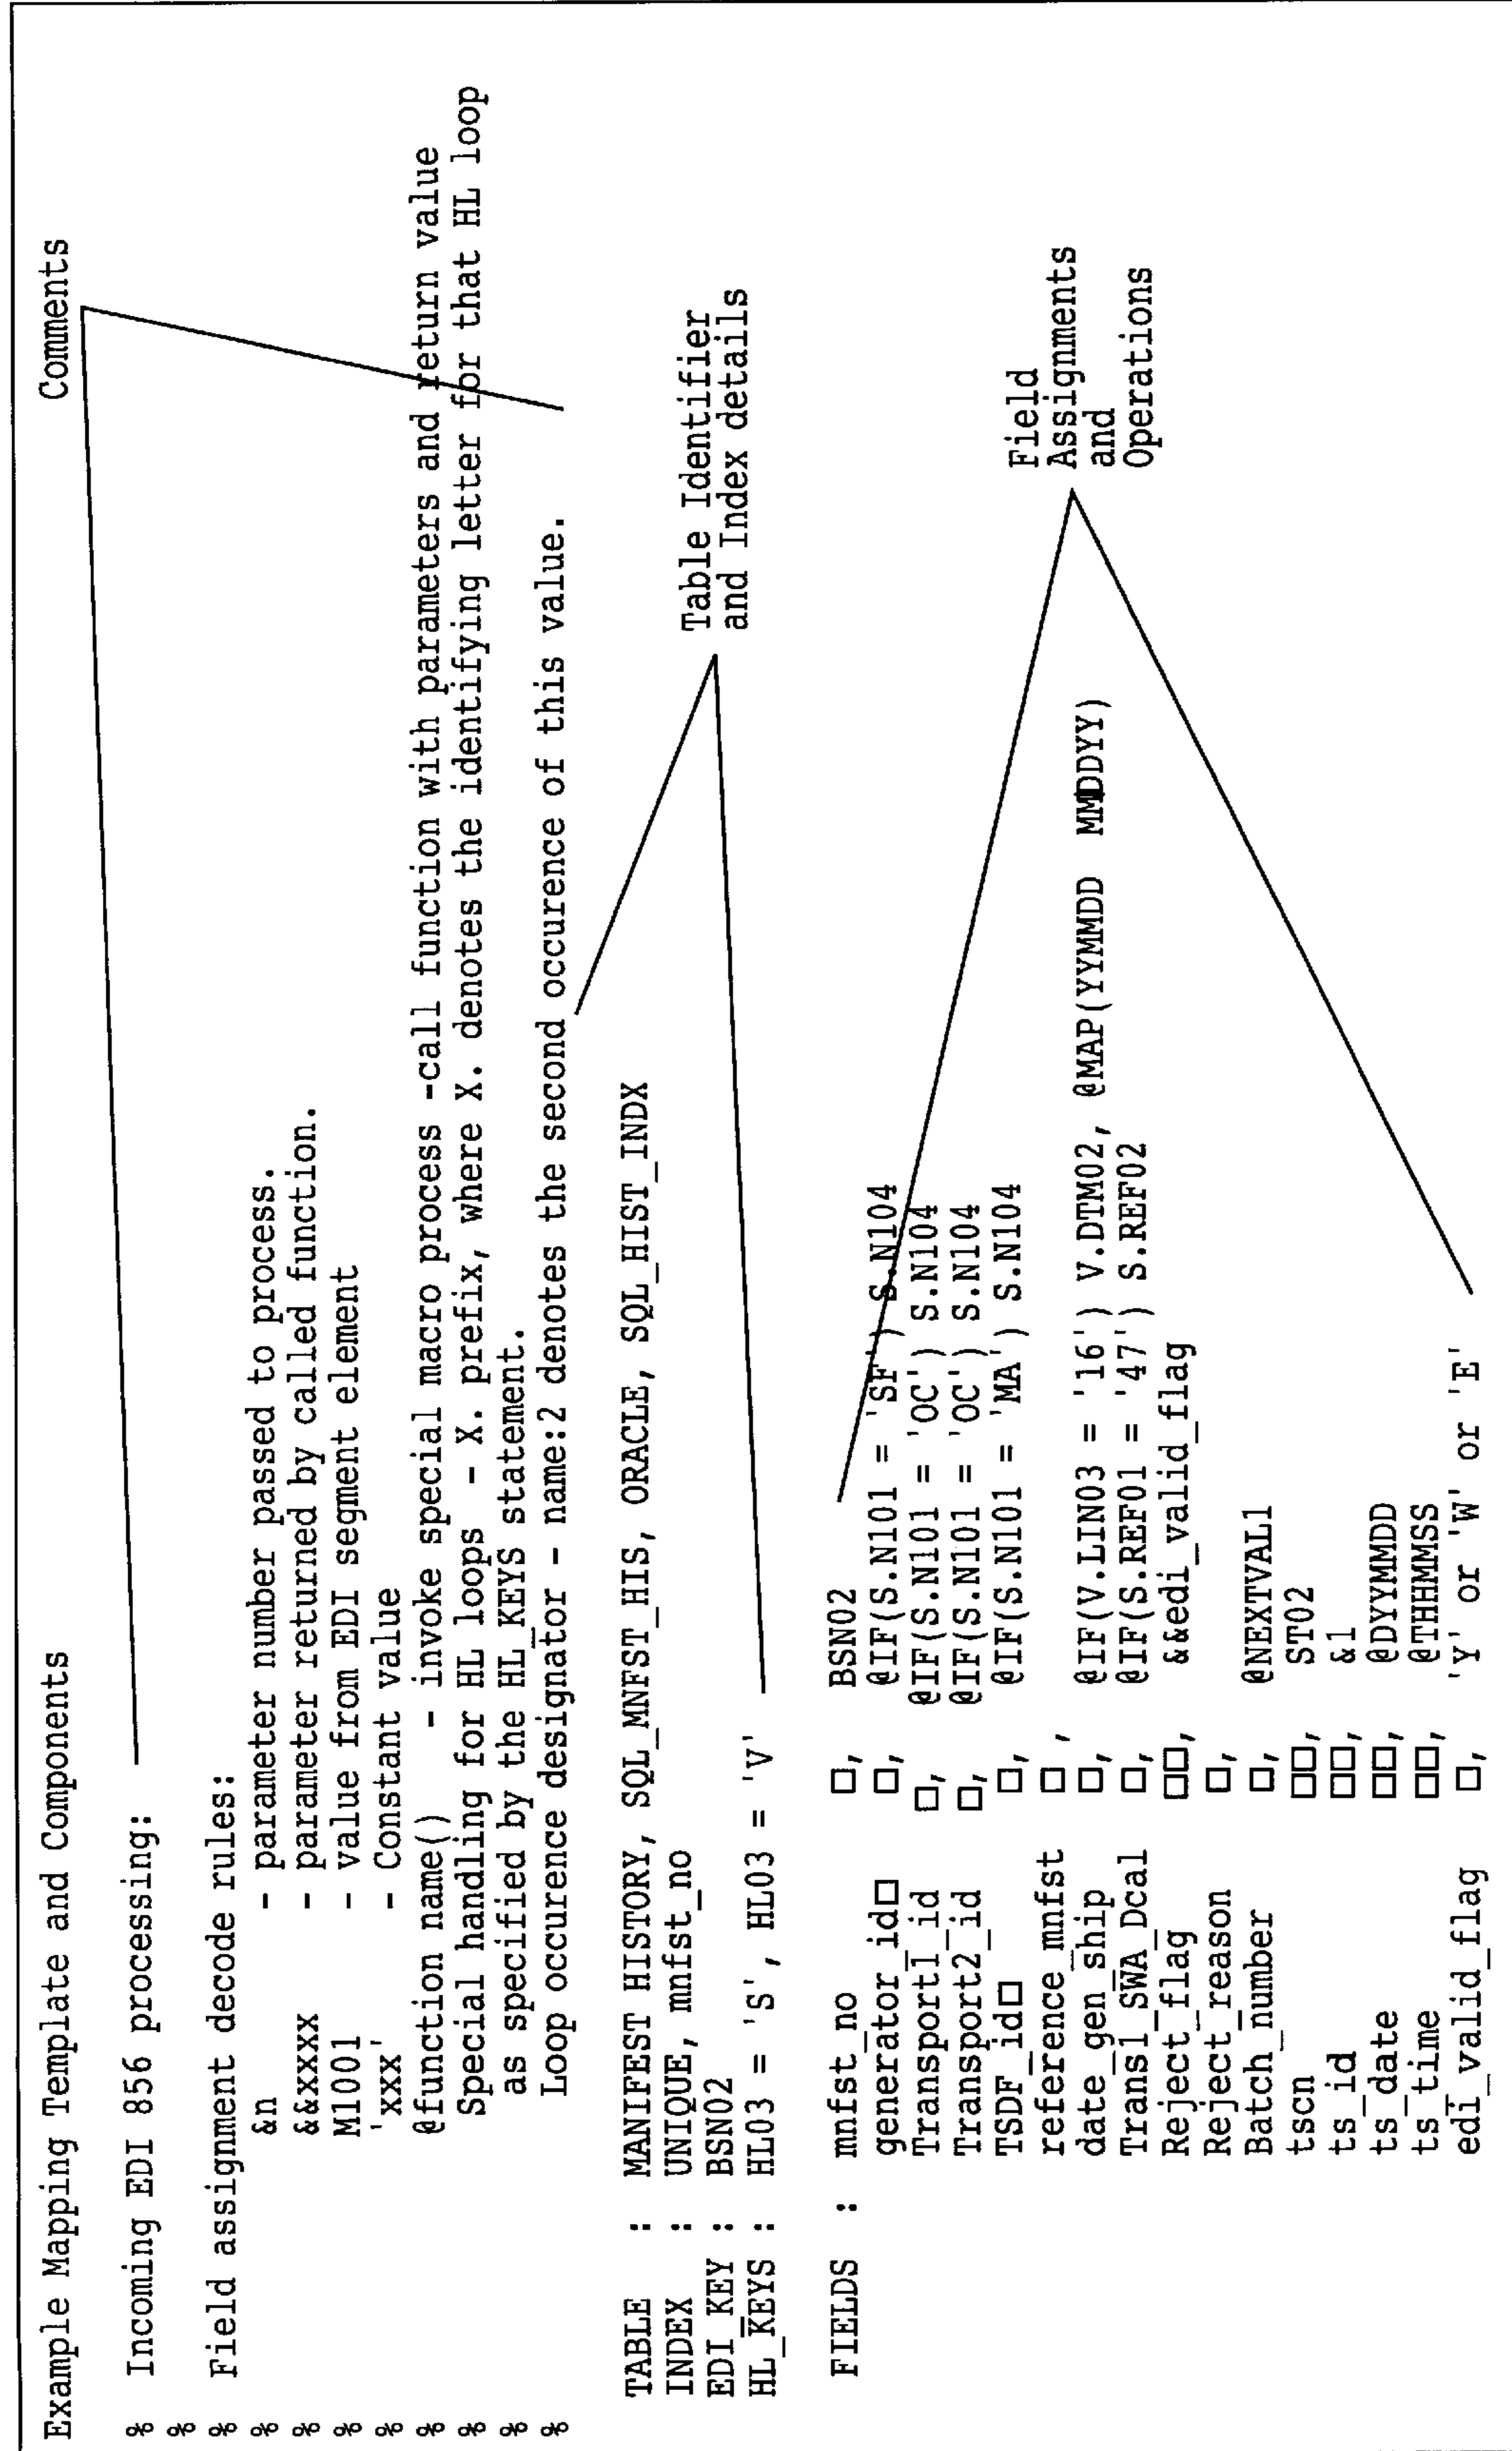 Example Mapping Template and Components
Comments
% Incoming EDI 856 processing:
%
% Field assignment decode rules:
% &n - parameter number passed to process.
% &&xxxx - parameter returned by called function.
% M1001 - value from EDI segment element
% 'xxx' - Constant value
% @function name() - invoke special macro process -call function with parameters and return value
% Special handling for HL loops - X. prefix, where X. denotes the identifying letter for that HL loop
% as specified by the HL_KEYS statement.
% Loop occurence designator - name:2 denotes the second occurence of this value.
Table Identifier
and Index details
TABLE : MANIFEST HISTORY, SQL_MNFST_HIS, ORACLE, SQL_HIST_INDX
INDEX : UNIQUE, mnfst_no
EDI_KEY : BSN02
HL_KEYS : HL03 = 'S', HL03 = 'V'
Field
Assignments
and
Operations
FIELDS : mnfst_no □, BSN02
generator_id□ □, @IF(S.N101 = 'SF') S.N104
Transport1_id □, @IF(S.N101 = 'OC') S.N104
Transport2_id □, @IF(S.N101 = 'OC') S.N104
TSDF_id□ □, @IF(S.N101 = 'MA') S.N104
reference_mnfst □ ,
date_gen_ship □, @IF(V.LIN03 = '16') V.DTM02, @MAP(YYMMDD MMDDYY)
Trans1_SWA_Dcal □, @IF(S.REF01 = '47') S.REF02
Reject_flag □□, &&edi_valid_flag
Reject_reason □,
Batch_number □, @NEXTVAL1
tscn □□, ST02
ts_id □□, &1
ts_date □□, @DYYMMDD
ts_time □□, @THHMMSS
edi_valid_flag □, 'Y' or 'W' or 'E'